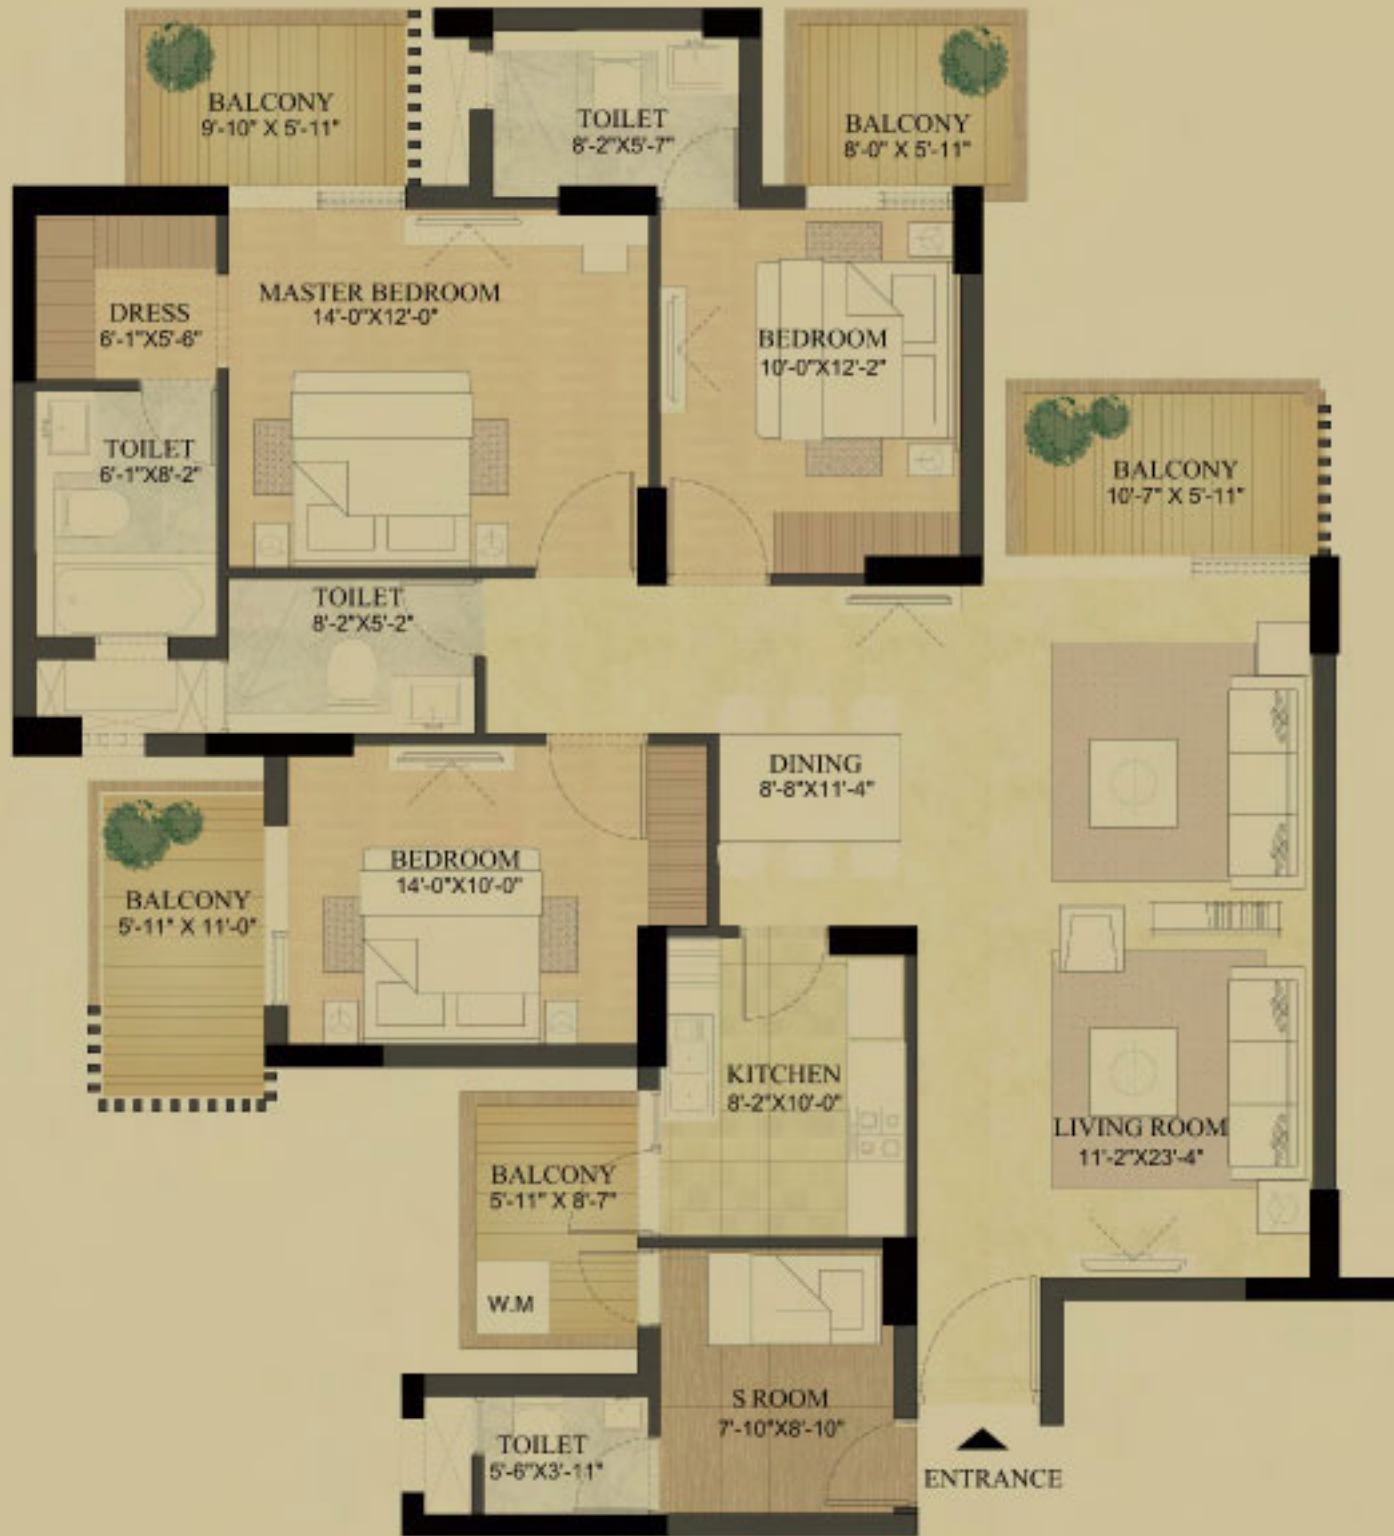 BALCONY
9'-10" X 5'-11"
TOILET
8'-2"X5'-7"
BALCONY
8'-0" X 5'-11"
DRESS
6'-1"X5'-6"
MASTER BEDROOM
14'-0"X12'-0"
BEDROOM
10'-0"X12'-2"
TOILET
6'-1"X8'-2"
BALCONY
10'-7" X 5'-11"
TOILET
8'-2"X5'-2"
DINING
8'-8"X11'-4"
BEDROOM
14'-0"X10'-0"
BALCONY
5'-11" X 11'-0"
KITCHEN
8'-2"X10'-0"
LIVING ROOM
11'-2"X23'-4"
BALCONY
5'-11" X 8'-7"
W.M
S ROOM
7'-10"X8'-10"
TOILET
5'-6"X3'-11"
ENTRANCE